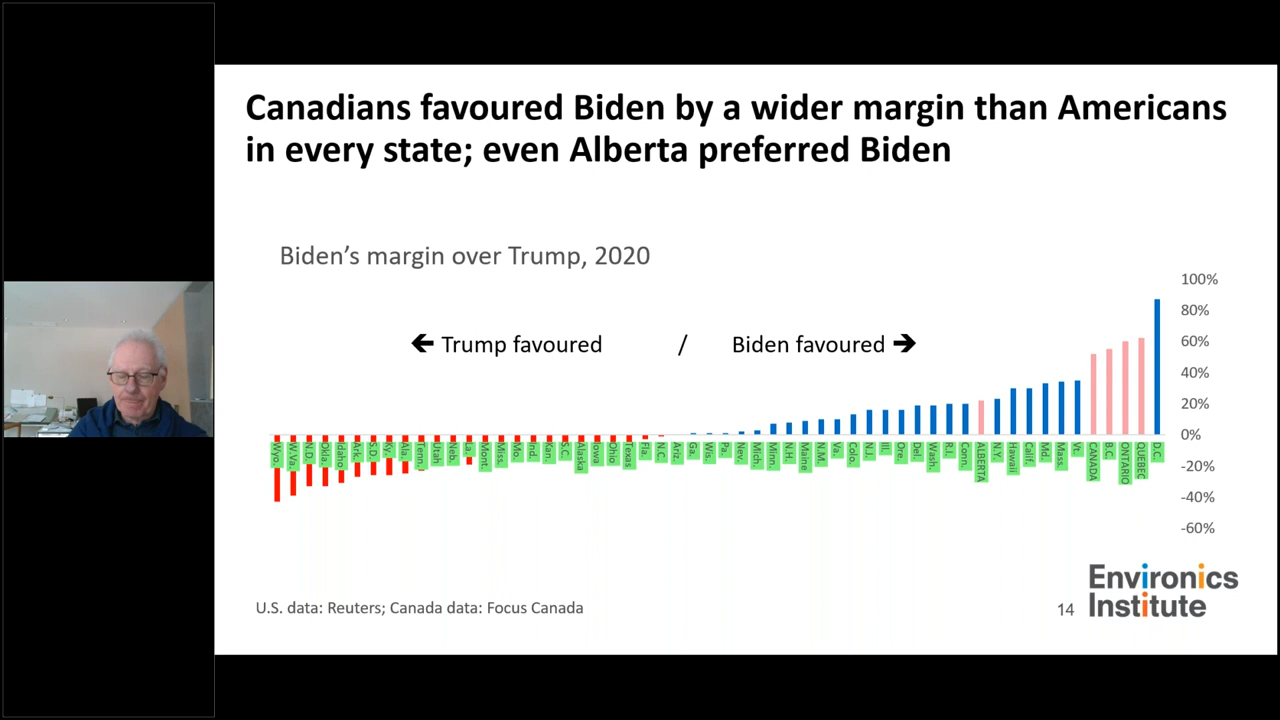 Canadians favoured Biden by a wider margin than Americans
in every state; even Alberta preferred Biden
Biden’s margin over Trump, 2020
🡸 Trump favoured / Biden favoured 🡺
100%
80%
60%
40%
20%
0%
-20%
-40%
-60%
Wyo.
W.Va.
N.D.
Okla.
Idaho
Ark.
S.D.
Ky.
Ala.
Tenn.
Utah
Neb.
La.
Mont.
Miss.
Mo.
Ind.
Kan.
S.C.
Alaska
Iowa
Ohio
Texas
Fla.
N.C.
Ariz.
Ga.
Wis.
Pa.
Nev.
Mich.
Minn.
N.H.
Maine
N.M.
Va.
Colo.
N.J.
Ill.
Ore.
Del.
Wash.
R.I.
Conn.
ALBERTA
N.Y.
Hawaii
Calif.
Md.
Mass.
Vt.
CANADA
B.C.
ONTARIO
QUEBEC
D.C.
U.S. data: Reuters; Canada data: Focus Canada
14
Environics
Institute